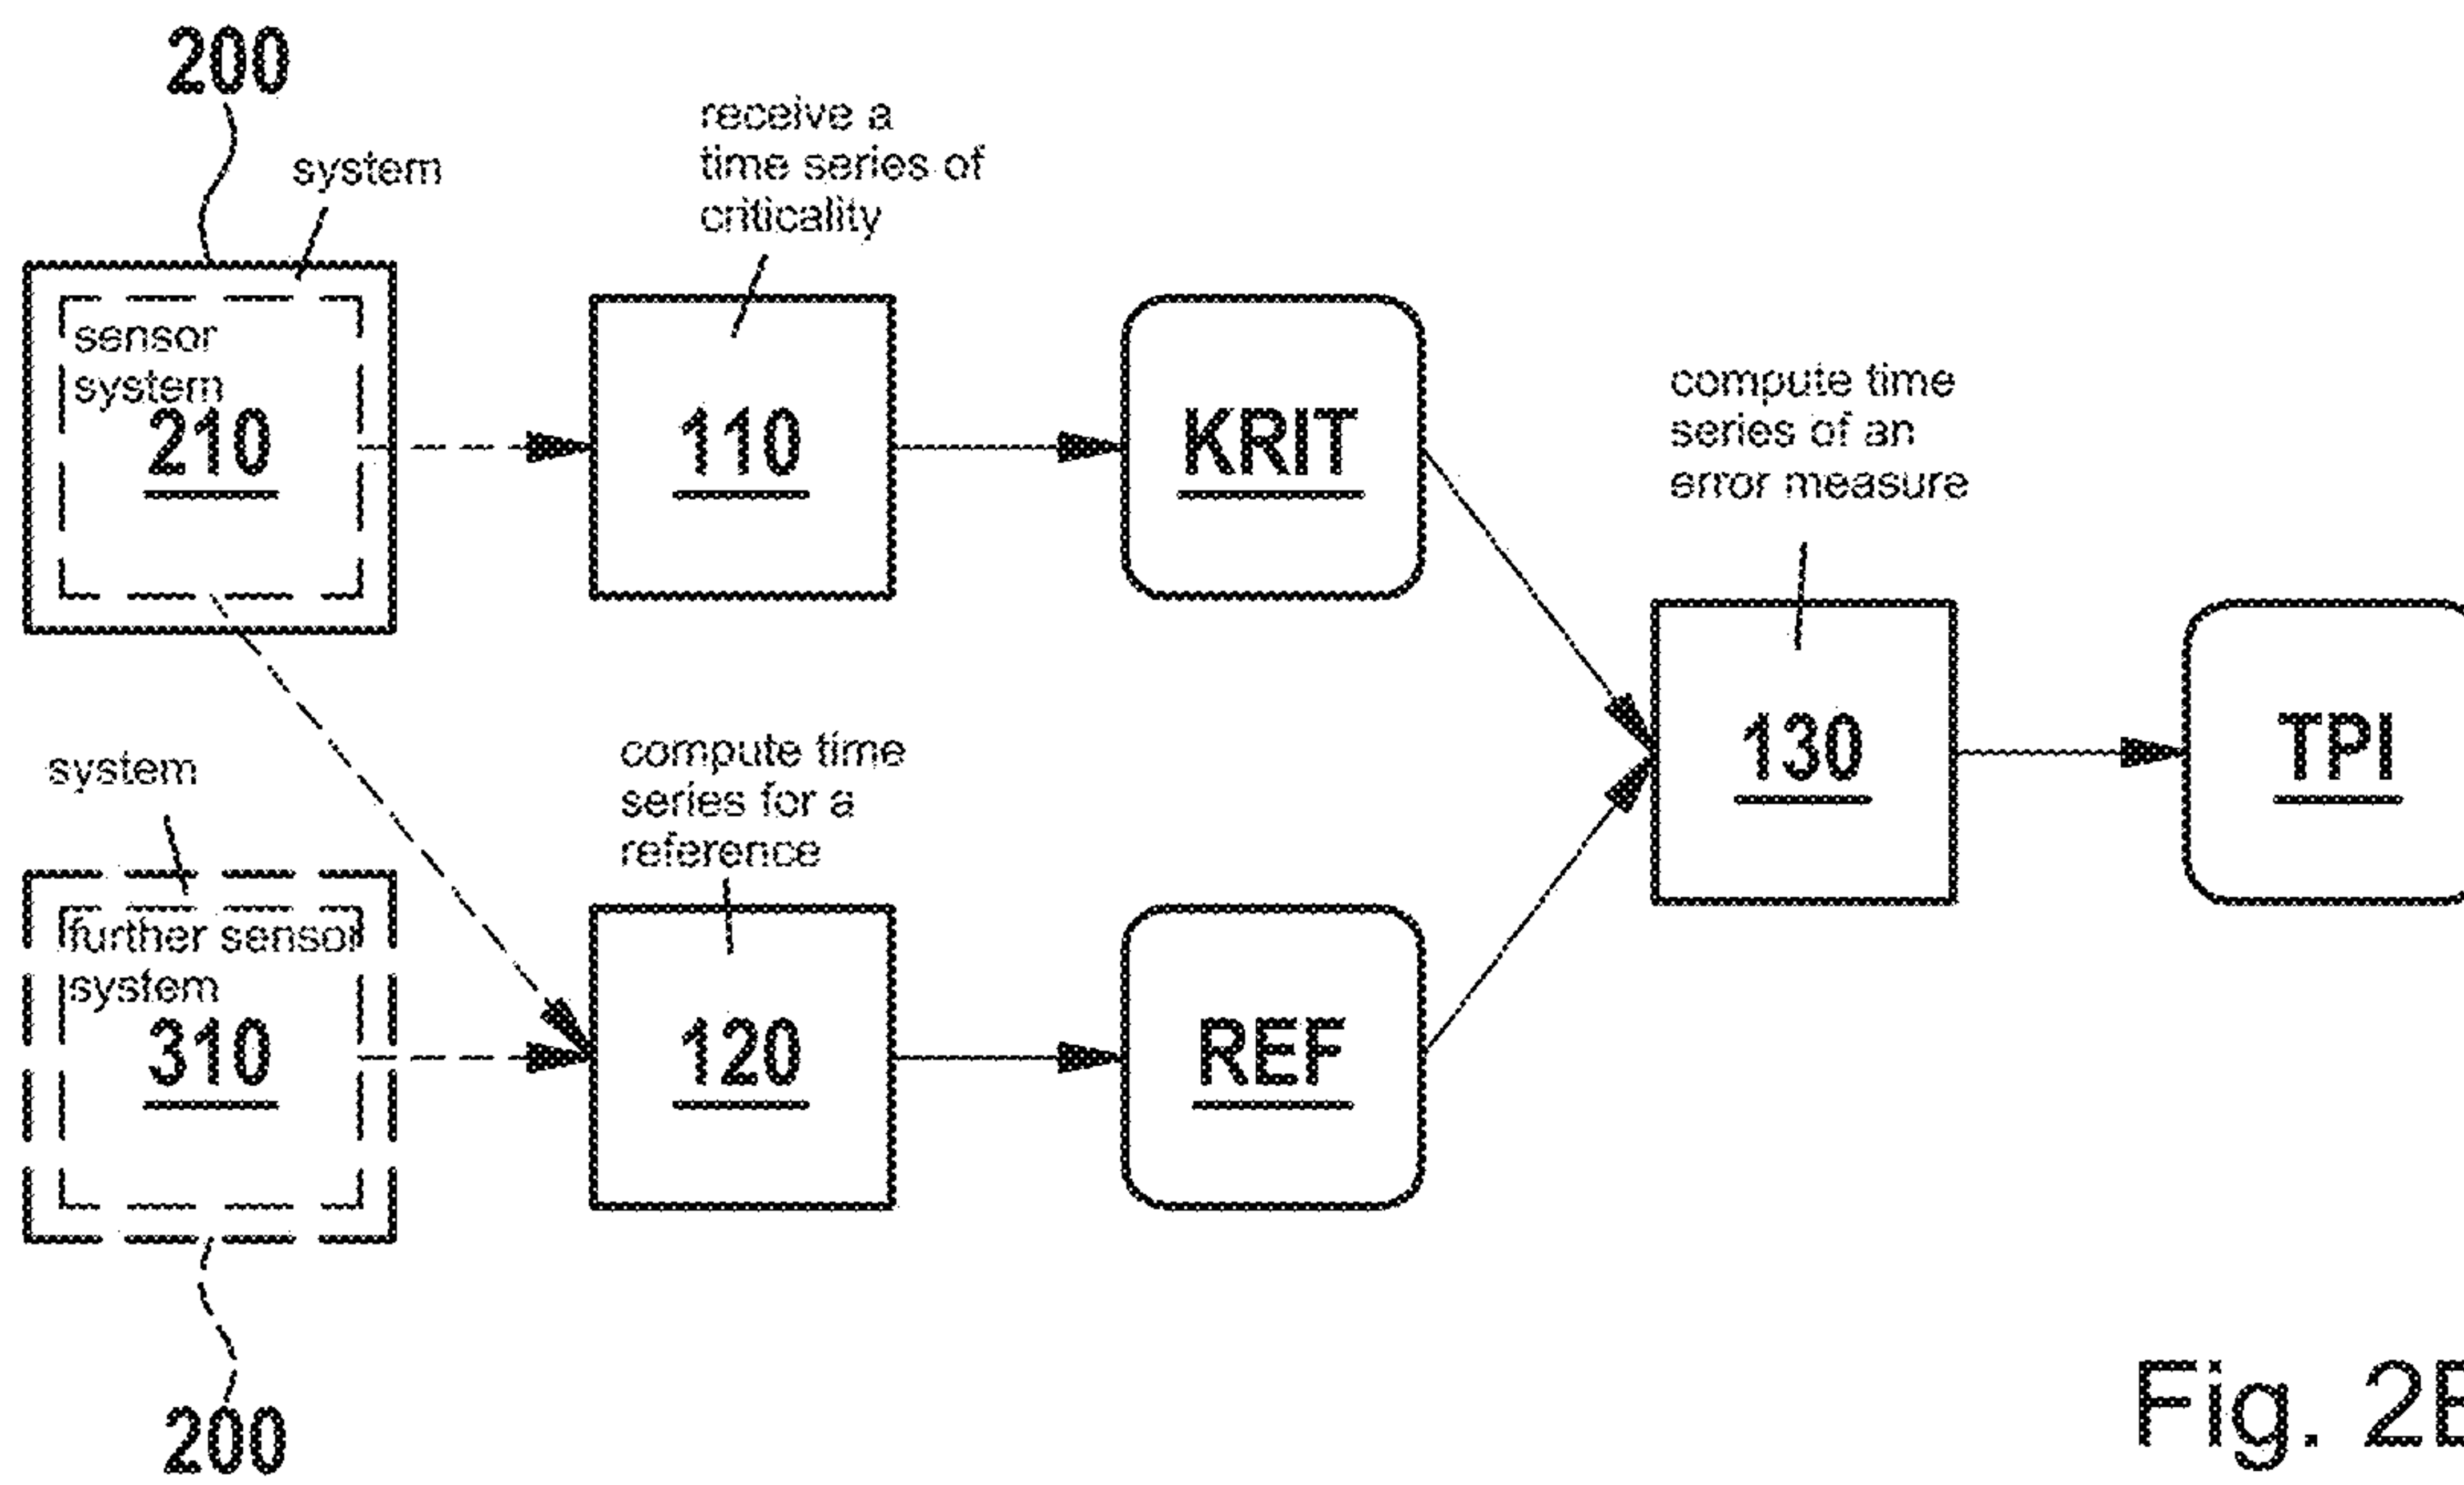 200
system
receive a
time series of
criticality
sensor
system
210
110
KRIT
compute time
series of an
error measure
130
TPI
system
compute time
series for a
reference
further sensor
system
310
120
REF
200
Fig. 2